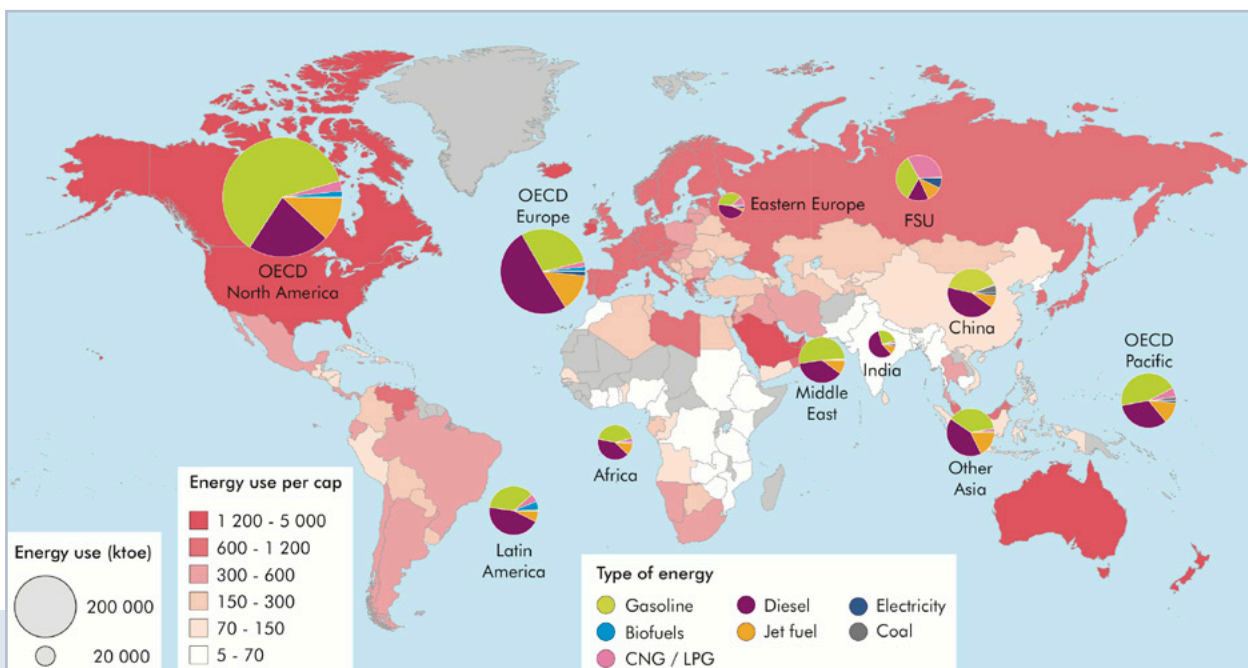 OECD
North America
OECD
Europe
Eastern Europe
FSU
China
India
Middle
East
OECD
Pacific
Other
Asia
Africa
Latin
America
Energy use (ktoe)
200 000
20 000
Energy use per cap
1 200 - 5 000
600 - 1 200
300 - 600
150 - 300
70 - 150
5 - 70
Type of energy
Gasoline
Diesel
Electricity
Biofuels
Jet fuel
Coal
CNG / LPG